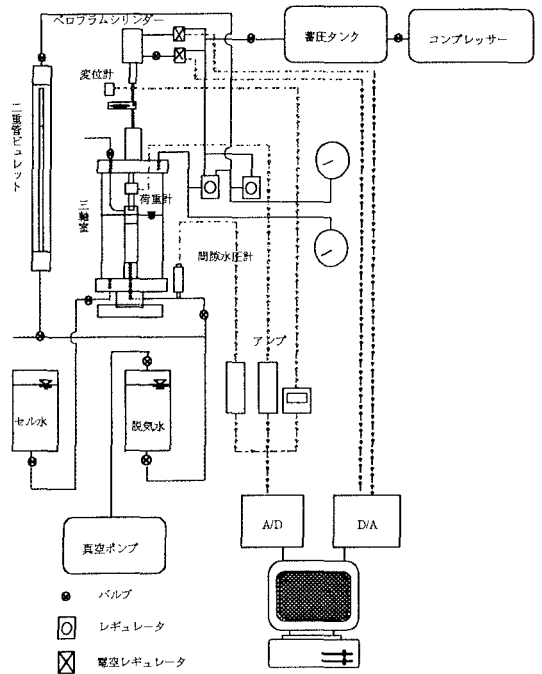 ベロフラムシリンダー
蓄圧タンク
コンプレッサー
変位計
二重管ビュレット
荷重計
三軸室
間隙水圧計
アンプ
セル水
脱気水
A/D
D/A
真空ポンプ
バルブ
レギュレータ
電空レギュレータ